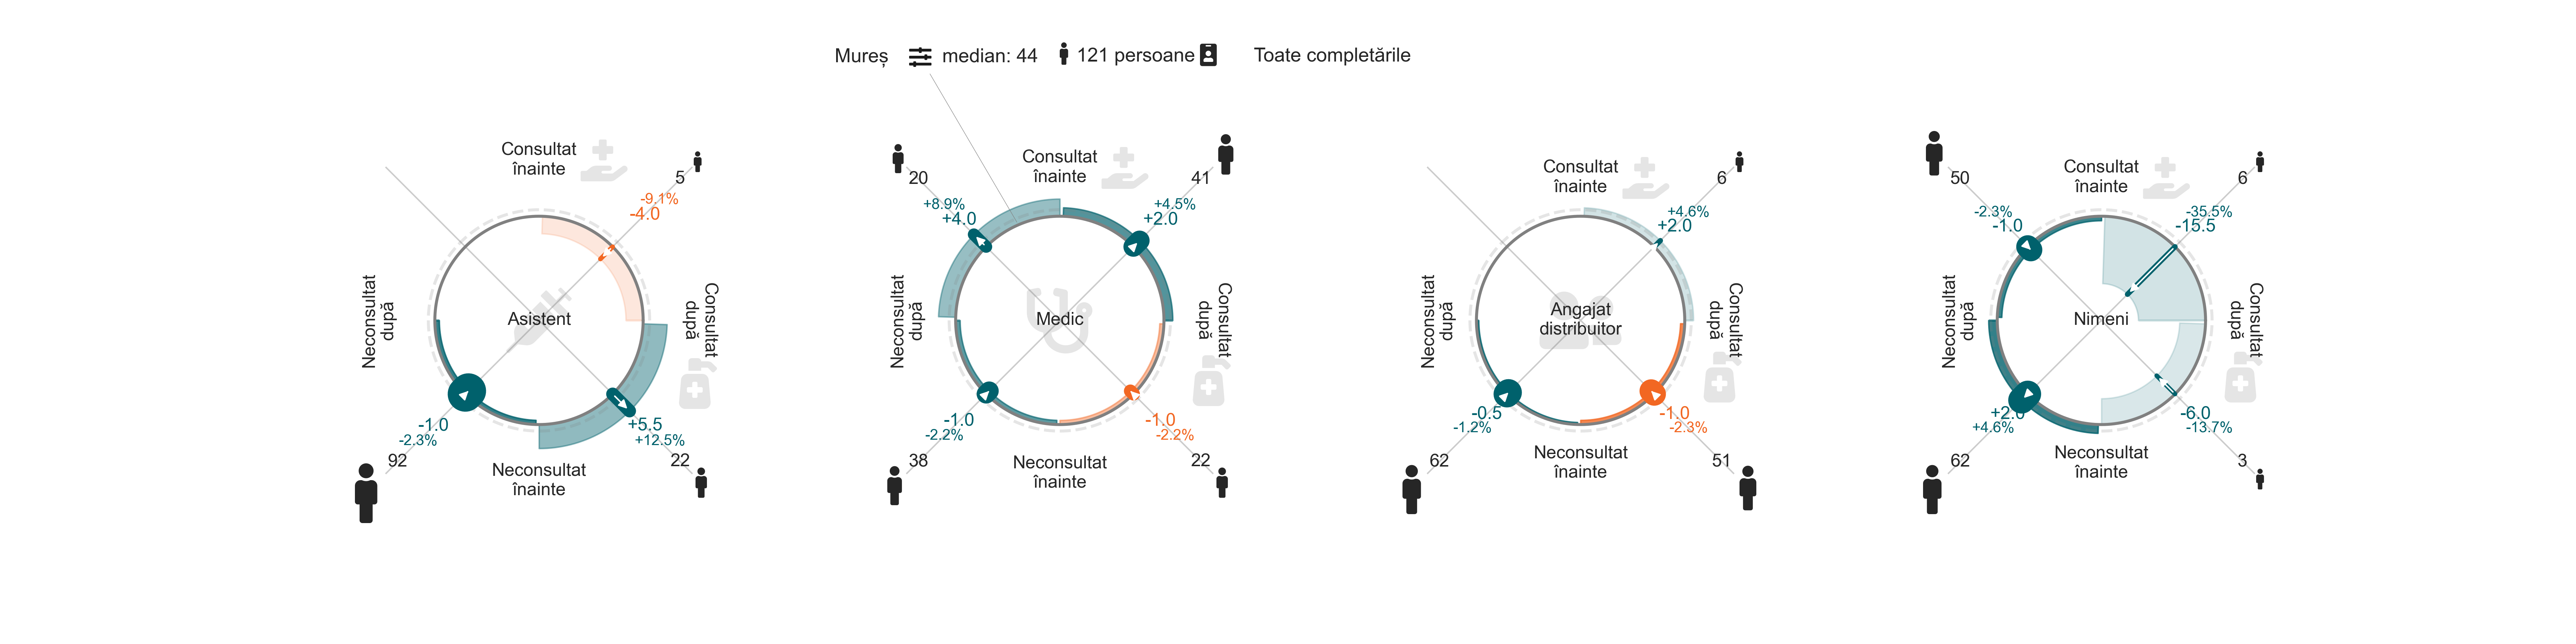 Mureș median: 44 121 persoane Toate completările
Consultat
înainte
5
-9.1%
-4.0
Neconsultat
după
Asistent
Consultat
după
-1.0
-2.3%
92
+5.5
+12.5%
22
Neconsultat
înainte
Consultat
înainte
20
+8.9%
+4.0
41
+4.5%
+2.0
Neconsultat
după
Medic
Consultat
după
-1.0
-2.2%
38
-1.0
-2.2%
22
Neconsultat
înainte
Consultat
înainte
6
+4.6%
+2.0
Neconsultat
după
Angajat
distribuitor
Consultat
după
-0.5
-1.2%
62
-1.0
-2.3%
51
Neconsultat
înainte
Consultat
înainte
50
-2.3%
-1.0
6
-35.5%
-15.5
Neconsultat
după
Nimeni
Consultat
după
+2.0
+4.6%
62
-6.0
-13.7%
3
Neconsultat
înainte